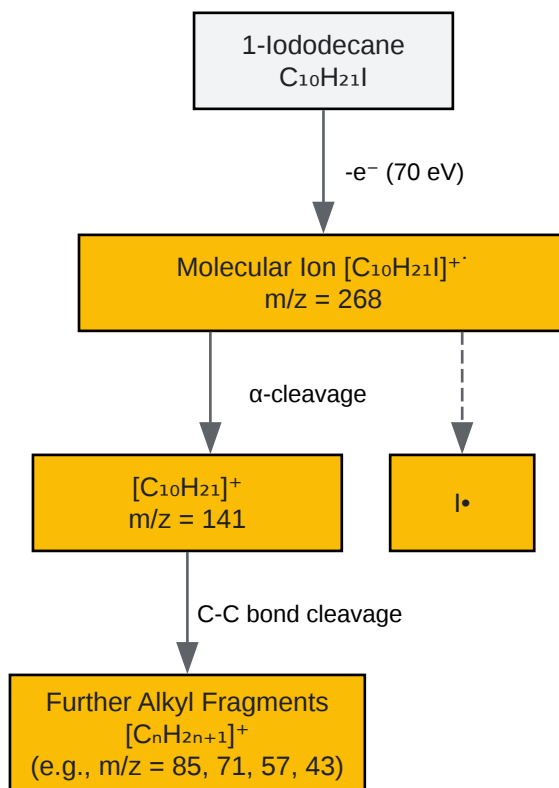 1-Iododecane
C₁₀H₂₁I
-e⁻ (70 eV)
Molecular Ion [C₁₀H₂₁I]⁺˙
m/z = 268
α-cleavage
[C₁₀H₂₁]⁺
m/z = 141
I•
C-C bond cleavage
Further Alkyl Fragments
[CₙH₂ₙ₊₁]⁺
(e.g., m/z = 85, 71, 57, 43)